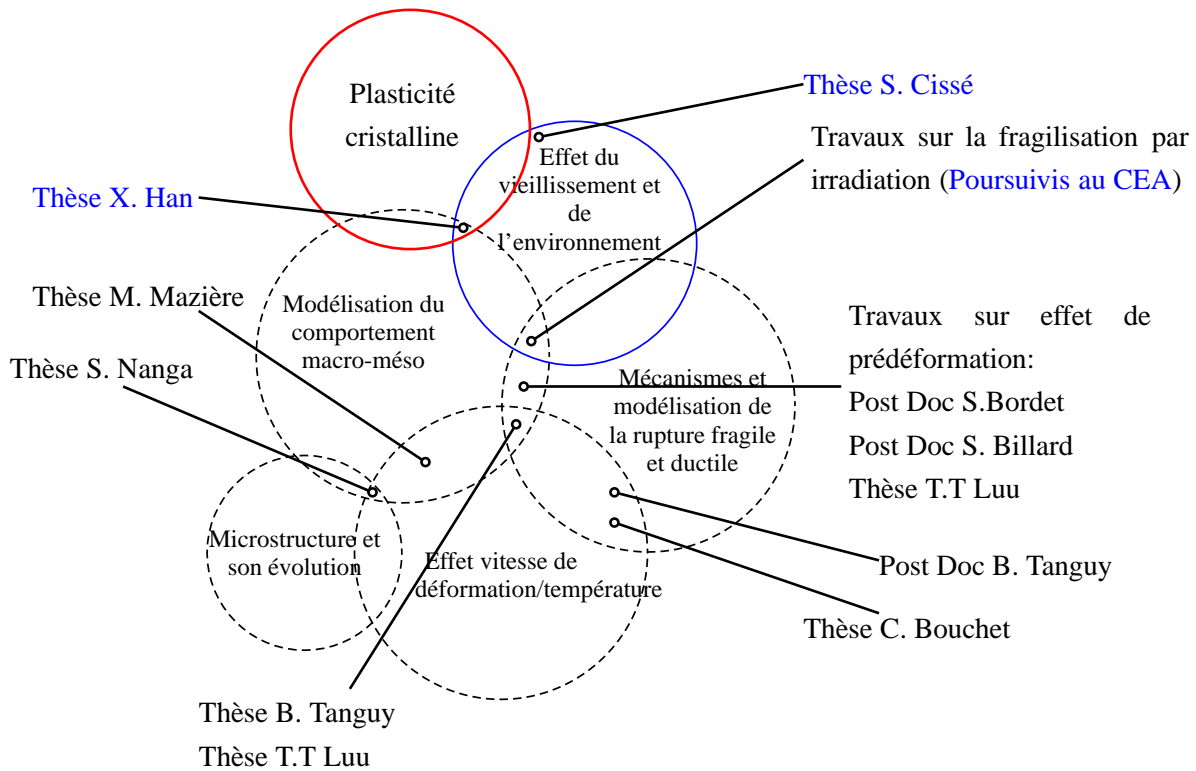 Plasticité
cristalline
Thèse S. Cissé
Effet du
vieillissement et
de
l’environnement
Travaux sur la fragilisation par
irradiation (Poursuivis au CEA)
Thèse X. Han
Thèse M. Mazière
Modélisation du
comportement
macro-méso
Thèse S. Nanga
Travaux sur effet de
prédéformation:
Post Doc S.Bordet
Post Doc S. Billard
Thèse T.T Luu
Mécanismes et
modélisation de
la rupture fragile
et ductile
Microstructure et
son évolution
Effet vitesse de
déformation/température
Post Doc B. Tanguy
Thèse C. Bouchet
Thèse B. Tanguy
Thèse T.T Luu